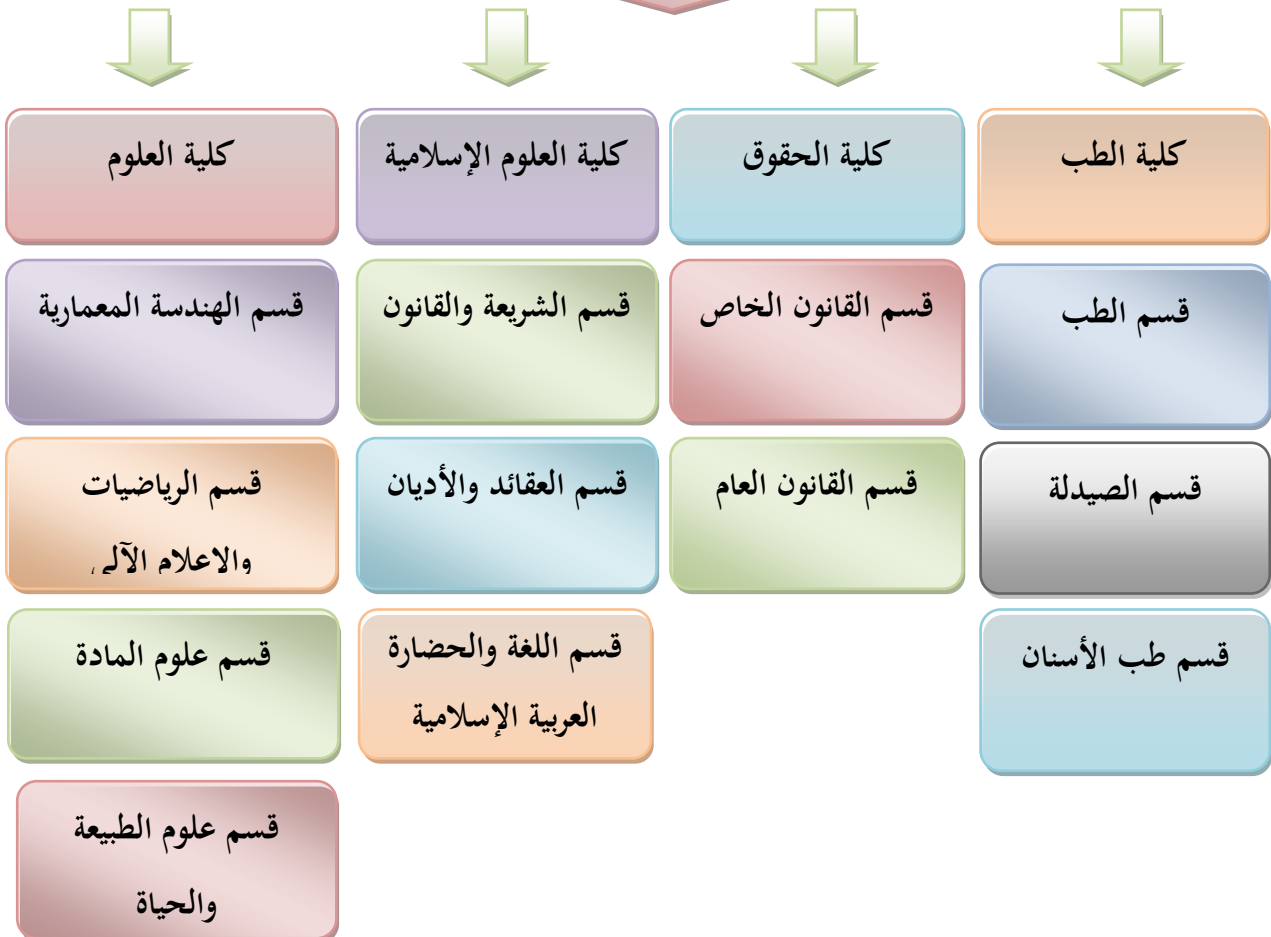 كلية الطب
كلية الحقوق
كلية العلوم الإسلامية
كلية العلوم
قسم الطب
قسم القانون الخاص
قسم الشريعة والقانون
قسم الهندسة المعمارية
قسم الصيدلة
قسم القانون العام
قسم العقائد والأديان
قسم الرياضيات
والاعلام الآلي
قسم طب الأسنان
قسم اللغة والحضارة
العربية الإسلامية
قسم علوم المادة
قسم علوم الطبيعة
والحياة